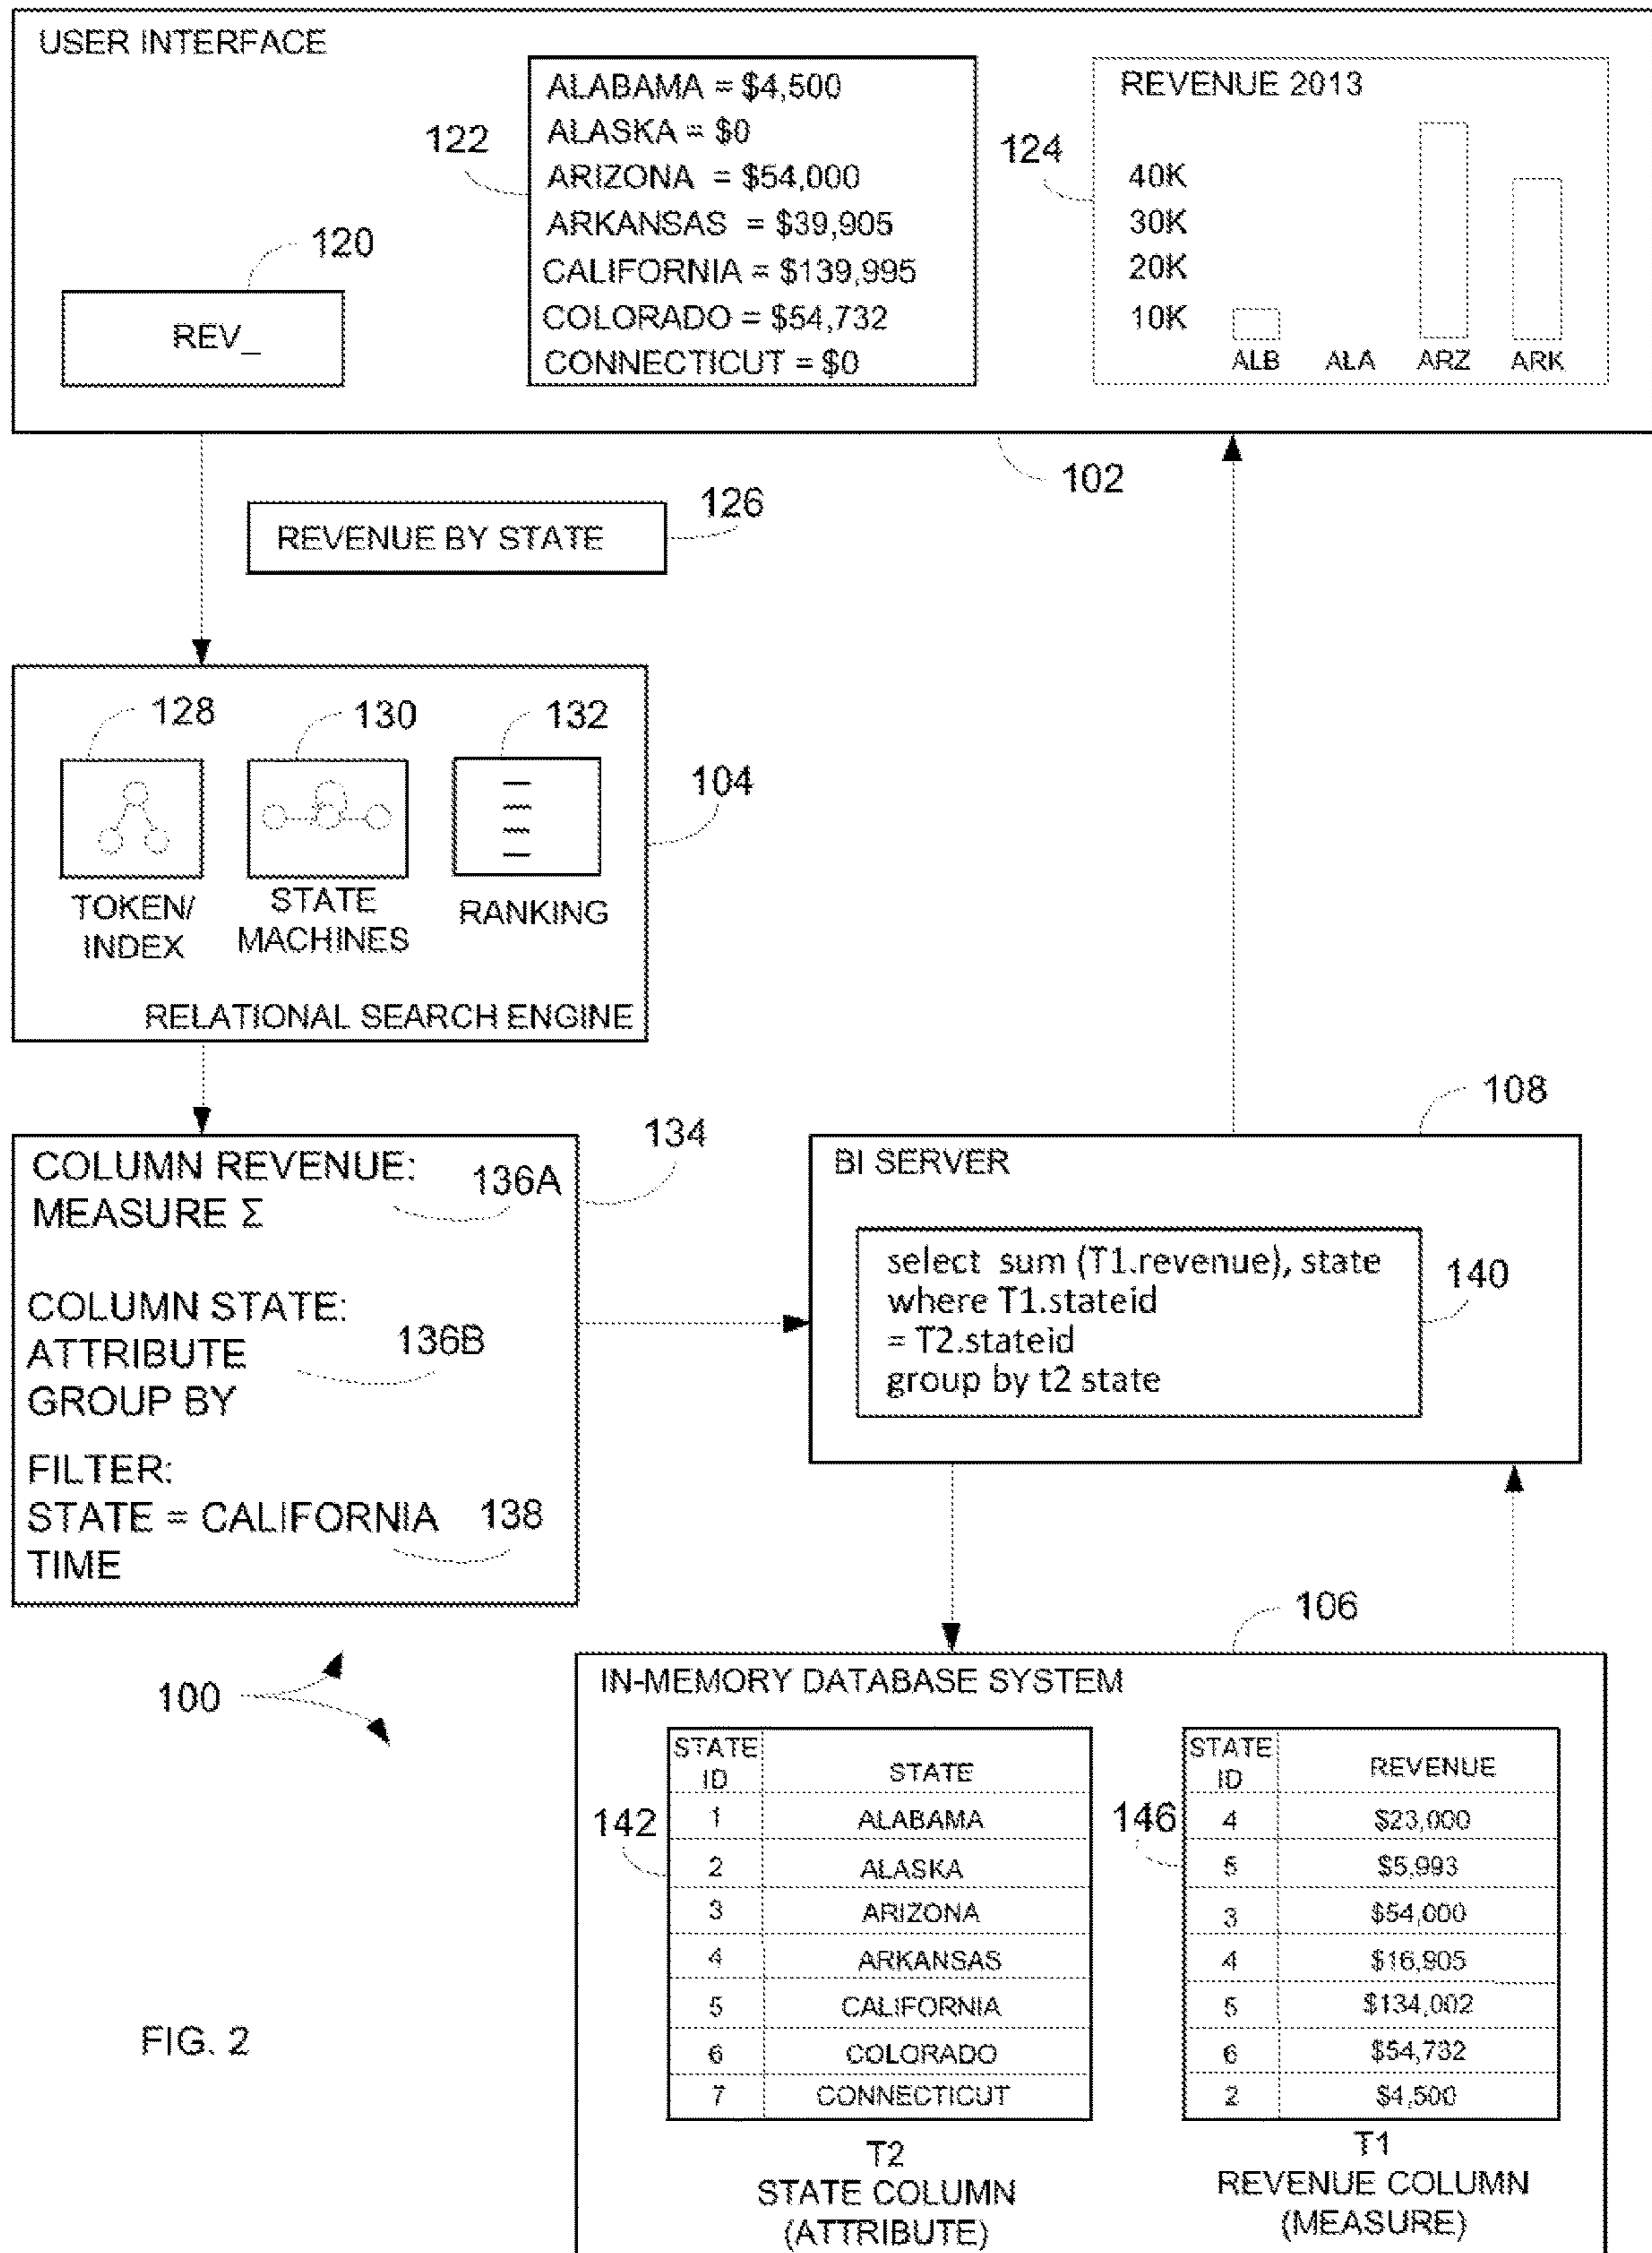 USER INTERFACE
120
REV_
122
ALABAMA = $4,500
ALASKA = $0
ARIZONA = $54,000
ARKANSAS = $39,905
CALIFORNIA = $139,995
COLORADO = $54,732
CONNECTICUT = $0
124
REVENUE 2013
40K
30K
20K
10K
ALB ALA ARZ ARK
102
REVENUE BY STATE
126
128
130
132
104
TOKEN/
INDEX
STATE
MACHINES
RANKING
RELATIONAL SEARCH ENGINE
134
COLUMN REVENUE:
MEASURE Σ
136A
COLUMN STATE:
ATTRIBUTE
GROUP BY
136B
FILTER:
STATE = CALIFORNIA
TIME
138
108
BI SERVER
select sum (T1.revenue), state
where T1.stateid
= T2.stateid
group by t2 state
140
100
106
IN-MEMORY DATABASE SYSTEM
142
STATE
ID
STATE
1 ALABAMA
2 ALASKA
3 ARIZONA
4 ARKANSAS
5 CALIFORNIA
6 COLORADO
7 CONNECTICUT
T2
STATE COLUMN
(ATTRIBUTE)
146
STATE
ID
REVENUE
4 $23,000
5 $5,993
3 $54,000
4 $16,905
5 $134,002
6 $54,732
2 $4,500
T1
REVENUE COLUMN
(MEASURE)
FIG. 2